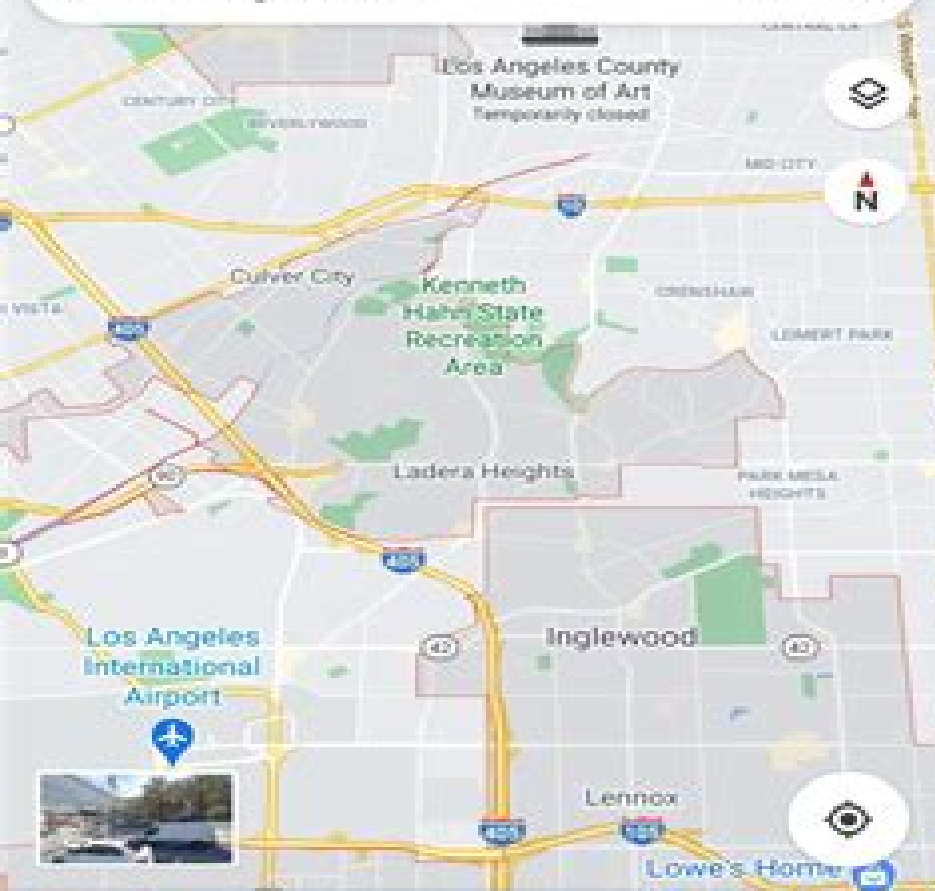 Los Angeles County
Museum of Art
Temporarily closed
CENTURY CITY
BEVERLYWOOD
MID-CITY
N
10
Culver City
Kenneth
Hahn State
Recreation
Area
CRENSHAW
VISTA
405
LEIMERT PARK
Ladera Heights
90
PARK MESA
HEIGHTS
405
Los Angeles
International
Airport
42
Inglewood
42
Lennox
405
105
Lowe's Home